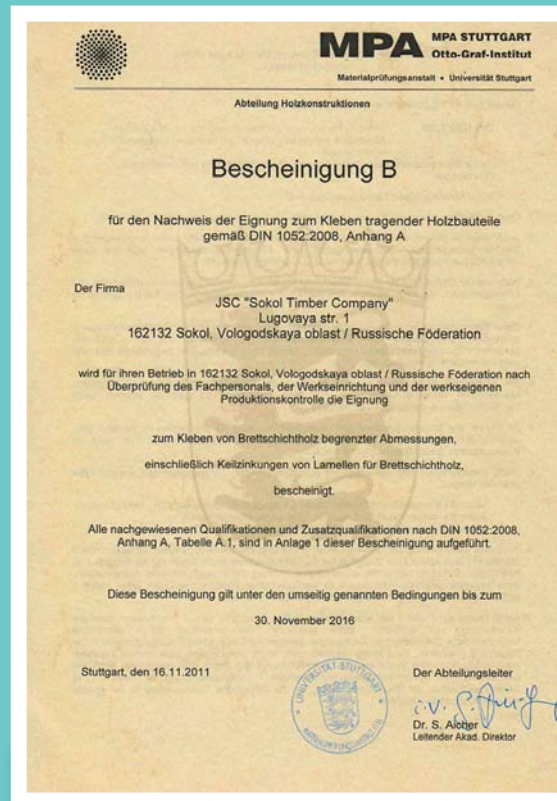 MPA
MPA STUTTGART
Otto-Graf-Institut
Materialprüfungsanstalt • Universität Stuttgart
Abteilung Holzkonstruktionen
Bescheinigung B
für den Nachweis der Eignung zum Kleben tragender Holzbauteile
gemäß DIN 1052:2008, Anhang A
Der Firma
JSC "Sokol Timber Company"
Lugovaya str. 1
162132 Sokol, Vologodskaya oblast / Russische Föderation
wird für ihren Betrieb in 162132 Sokol, Vologodskaya oblast / Russische Föderation nach
Überprüfung des Fachpersonals, der Werkseinrichtung und der werkseigenen
Produktionskontrolle die Eignung
zum Kleben von Brettschichtholz begrenzter Abmessungen,
einschließlich Keilzinkungen von Lamellen für Brettschichtholz,
bescheinigt.
Alle nachgewiesenen Qualifikationen und Zusatzqualifikationen nach DIN 1052:2008,
Anhang A, Tabelle A.1, sind in Anlage 1 dieser Bescheinigung aufgeführt.
Diese Bescheinigung gilt unter den umseitig genannten Bedingungen bis zum
30. November 2016
Stuttgart, den 16.11.2011
Der Abteilungsleiter
UNIVERSITÄT STUTTGART
i.V.
Dr. S. Aicher
Leitender Akad. Direktor